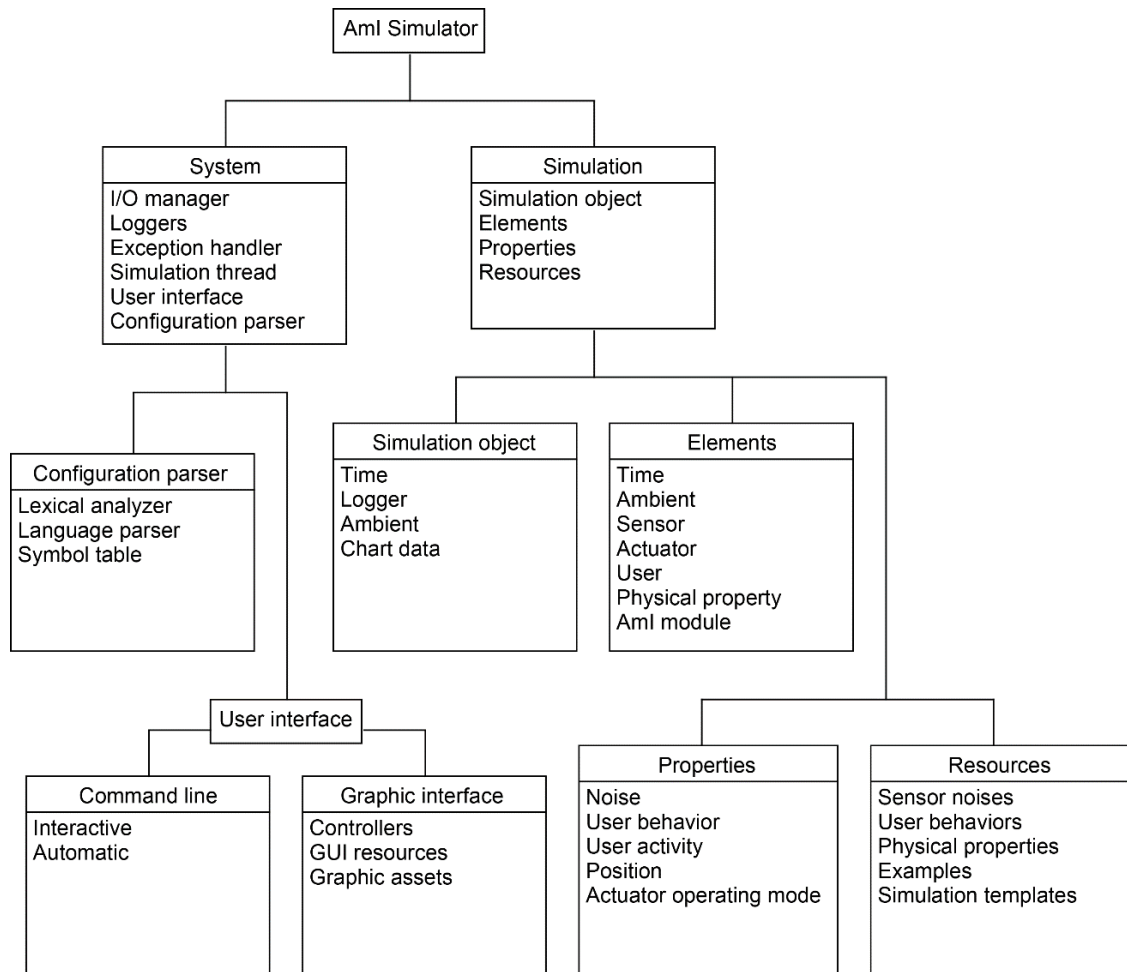 AmI Simulator
System
I/O manager
Loggers
Exception handler
Simulation thread
User interface
Configuration parser
Simulation
Simulation object
Elements
Properties
Resources
Configuration parser
Lexical analyzer
Language parser
Symbol table
Simulation object
Time
Logger
Ambient
Chart data
Elements
Time
Ambient
Sensor
Actuator
User
Physical property
AmI module
User interface
Command line
Interactive
Automatic
Graphic interface
Controllers
GUI resources
Graphic assets
Properties
Noise
User behavior
User activity
Position
Actuator operating mode
Resources
Sensor noises
User behaviors
Physical properties
Examples
Simulation templates